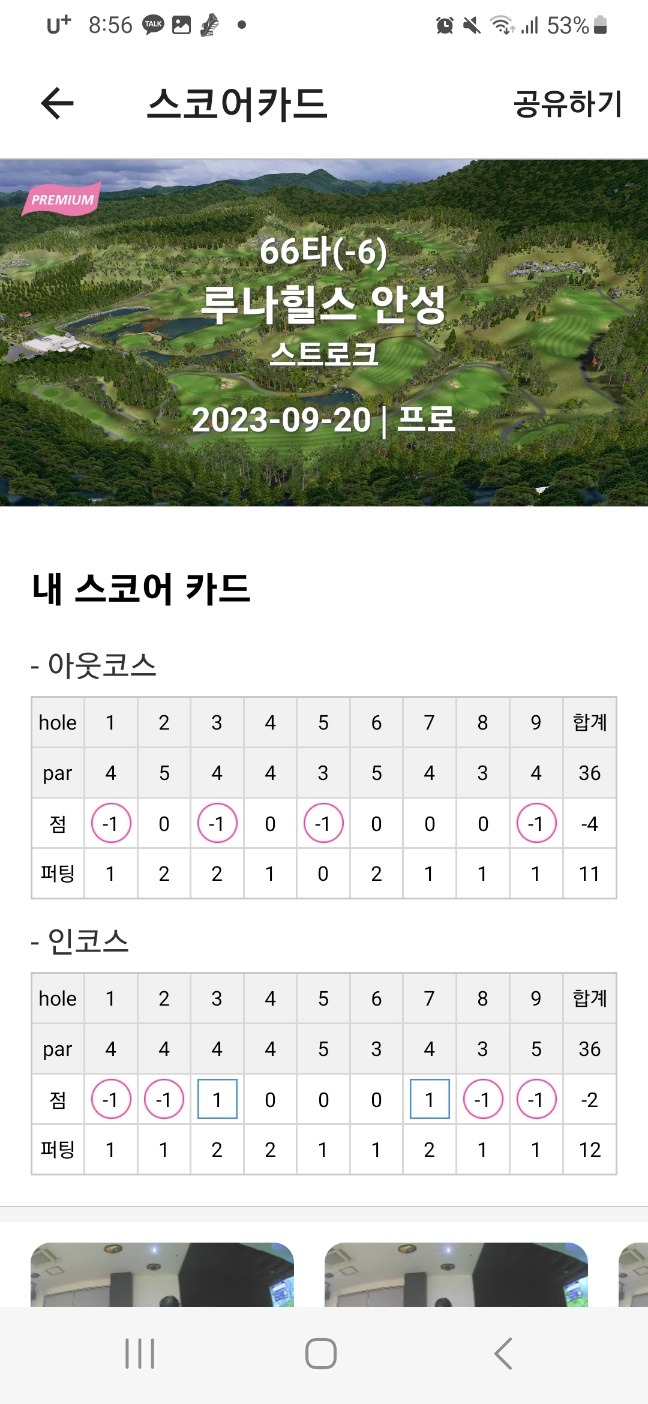 U+ 8:56 TALK 53%
스코어카드 공유하기
PREMIUM
66타(-6)
루나힐스 안성
스트로크
2023-09-20 | 프로
내 스코어 카드
- 아웃코스
hole 1 2 3 4 5 6 7 8 9 합계
par 4 5 4 4 3 5 4 3 4 36
점 -1 0 -1 0 -1 0 0 0 -1 -4
퍼팅 1 2 2 1 0 2 1 1 1 11
- 인코스
hole 1 2 3 4 5 6 7 8 9 합계
par 4 4 4 4 5 3 4 3 5 36
점 -1 -1 1 0 0 0 1 -1 -1 -2
퍼팅 1 1 2 2 1 1 2 1 1 12